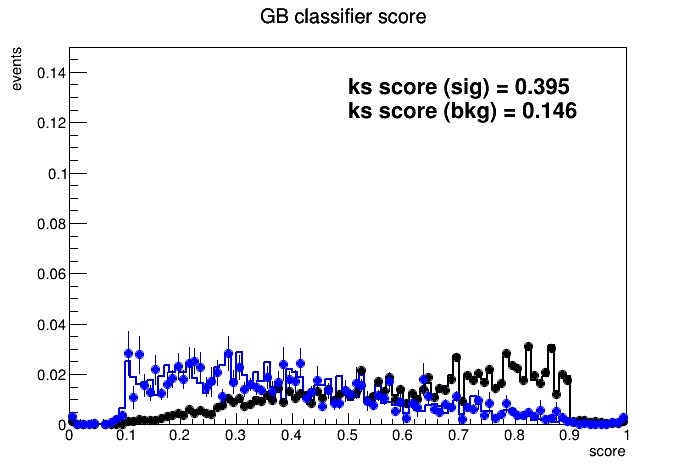 GB classifier score
events
ks score (sig) = 0.395
ks score (bkg) = 0.146
0.14
0.12
0.1
0.08
0.06
0.04
0.02
0
0 0.1 0.2 0.3 0.4 0.5 0.6 0.7 0.8 0.9 1
score